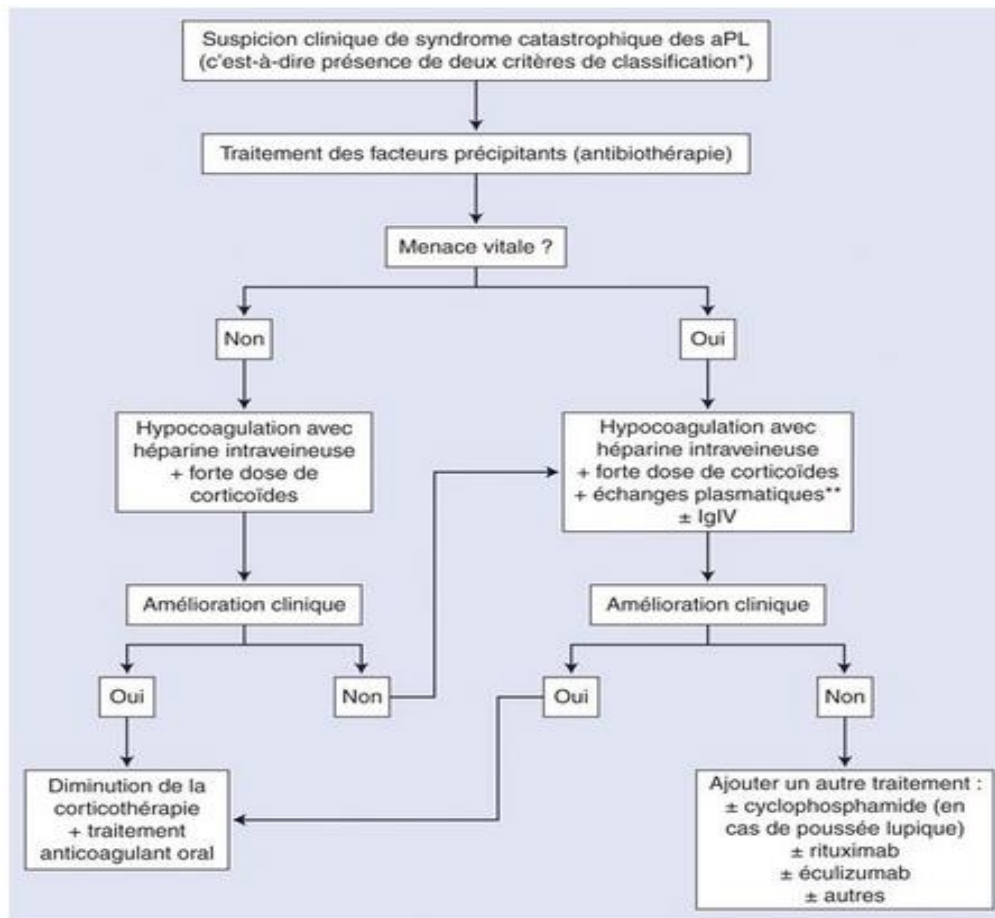 Suspicion clinique de syndrome catastrophique des aPL
(c'est-à-dire présence de deux critères de classification*)
Traitement des facteurs précipitants (antibiothérapie)
Menace vitale ?
Non
Oui
Hypocoagulation avec
héparine intraveineuse
+ forte dose de
corticoïdes
Hypocoagulation avec
héparine intraveineuse
+ forte dose de corticoïdes
+ échanges plasmatiques**
± IgIV
Amélioration clinique
Amélioration clinique
Oui
Non
Oui
Non
Diminution de la
corticothérapie
+ traitement
anticoagulant oral
Ajouter un autre traitement :
± cyclophosphamide (en
cas de poussée lupique)
± rituximab
± éculizumab
± autres